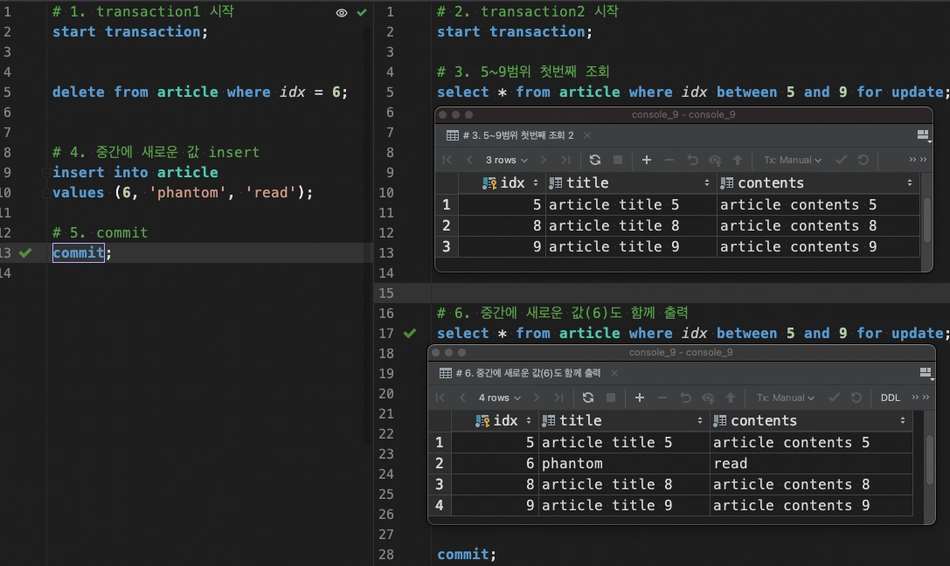 1 # 1. transaction1 시작
2 start transaction;
3
4
5 delete from article where idx = 6;
6
7
8 # 4. 중간에 새로운 값 insert
9 insert into article
10 values (6, 'phantom', 'read');
11
12 # 5. commit
13 commit;
14
1 # 2. transaction2 시작
2 start transaction;
3
4 # 3. 5~9범위 첫번째 조회
5 select * from article where idx between 5 and 9 for update;
6
7
8
9
10
11
12
13
14
console_9 - console_9
# 3. 5~9범위 첫번째 조회 2
3 rows Tx: Manual
idx title contents
1 5 article title 5 article contents 5
2 8 article title 8 article contents 8
3 9 article title 9 article contents 9
15
16 # 6. 중간에 새로운 값(6)도 함께 출력
17 select * from article where idx between 5 and 9 for update;
18
19
20
21
22
23
24
25
26
console_9 - console_9
# 6. 중간에 새로운 값(6)도 함께 출력
4 rows Tx: Manual DDL
idx title contents
1 5 article title 5 article contents 5
2 6 phantom read
3 8 article title 8 article contents 8
4 9 article title 9 article contents 9
27
28 commit;